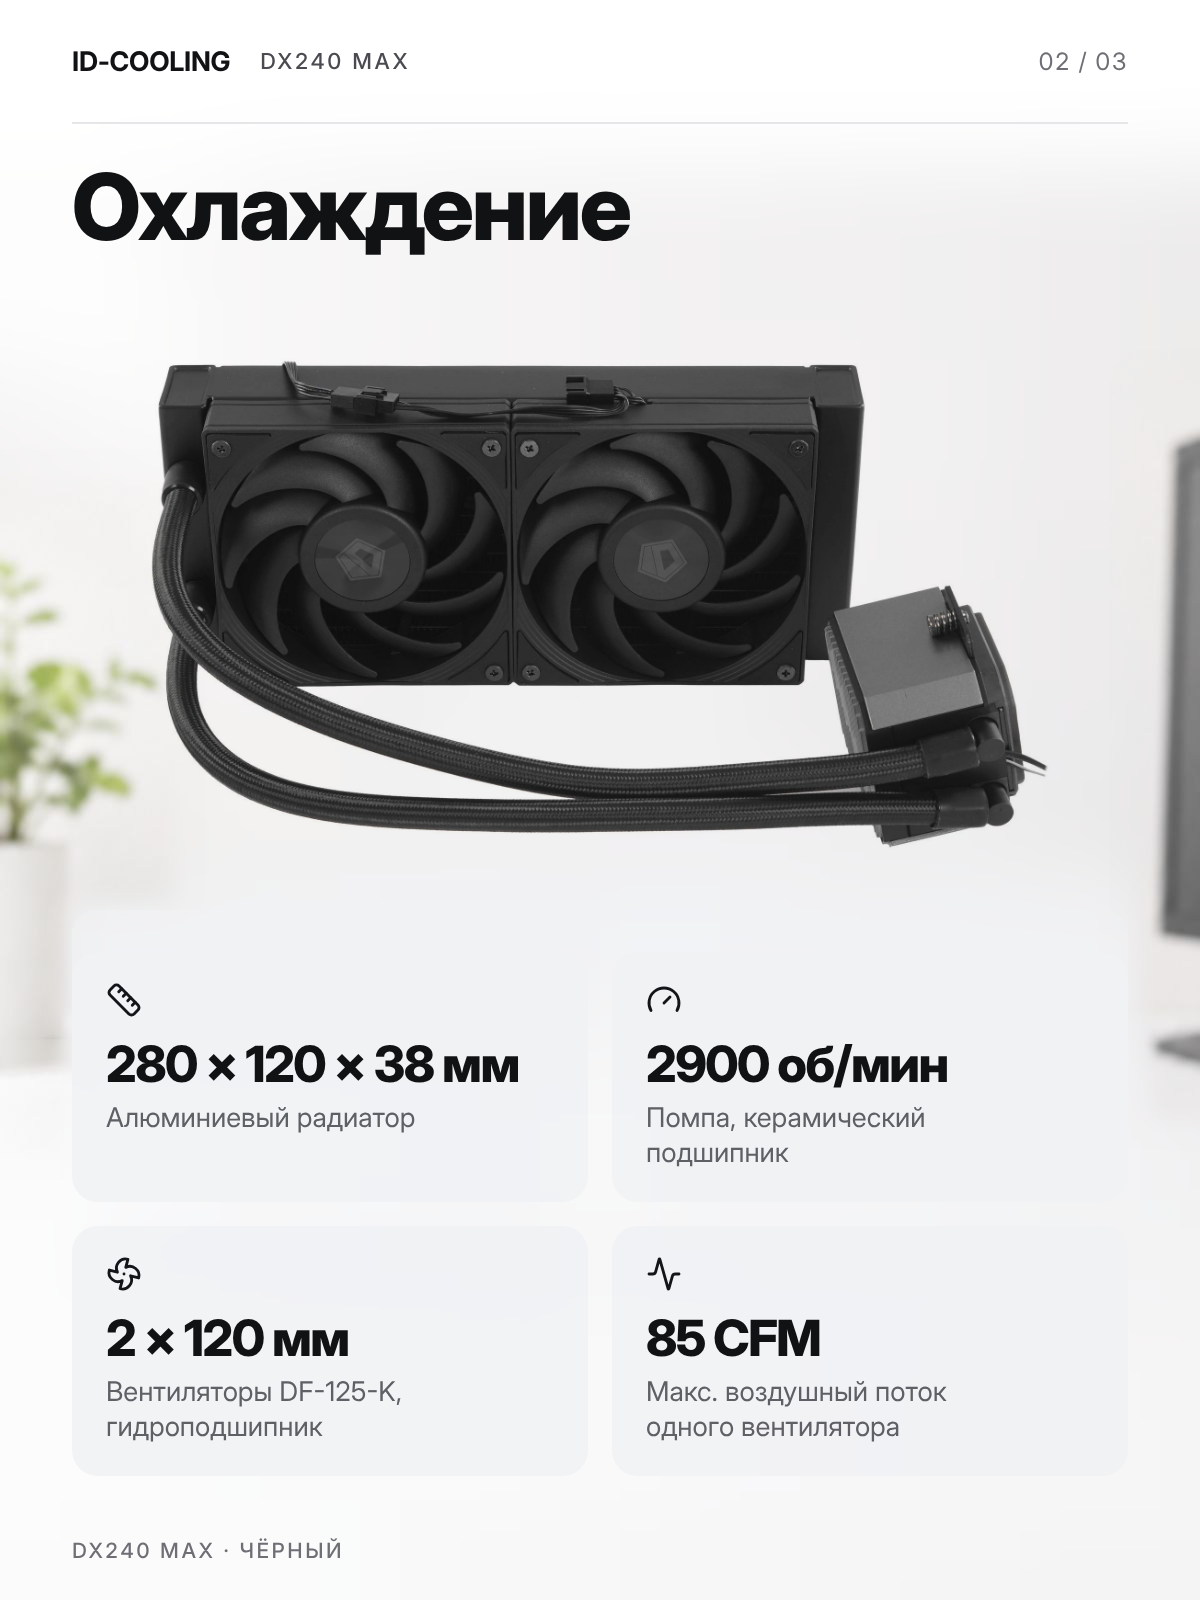 ID-COOLING DX240 MAX 02 / 03
Охлаждение
280 × 120 × 38 мм
Алюминиевый радиатор
2900 об/мин
Помпа, керамический
подшипник
2 × 120 мм
Вентиляторы DF-125-K,
гидроподшипник
85 CFM
Макс. воздушный поток
одного вентилятора
DX240 MAX · ЧЁРНЫЙ